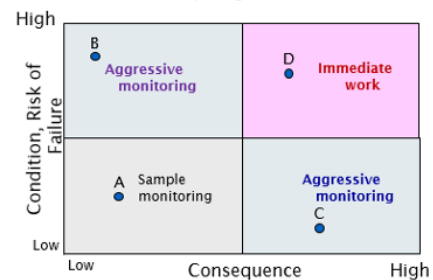 High
B
Aggressive
monitoring
D
Immediate
work
Condition, Risk of
Failure
A
Sample
monitoring
Aggressive
monitoring
C
Low
Low
Consequence
High